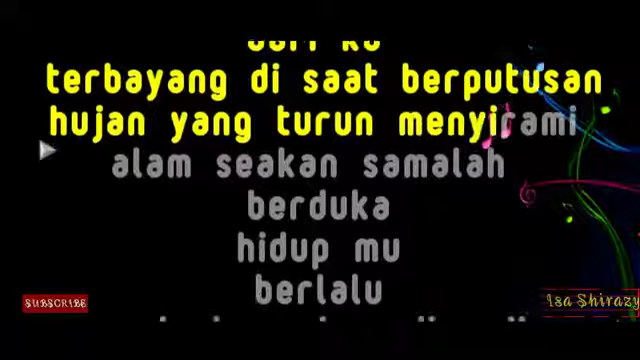 terbayang di saat berputusan
hujan yang turun menyirami
alam seakan samalah
berduka
hidup mu
berlalu
SUBSCRIBE
Isa Shirazy